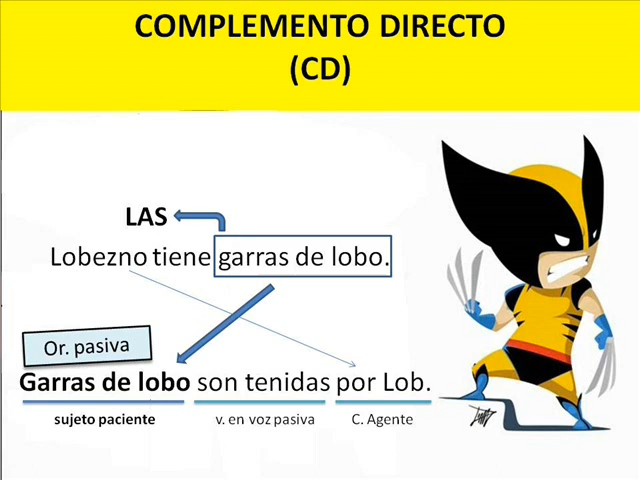 COMPLEMENTO DIRECTO
(CD)
LAS
Lobezno tiene garras de lobo.
Or. pasiva
Garras de lobo son tenidas por Lob.
sujeto paciente v. en voz pasiva C. Agente